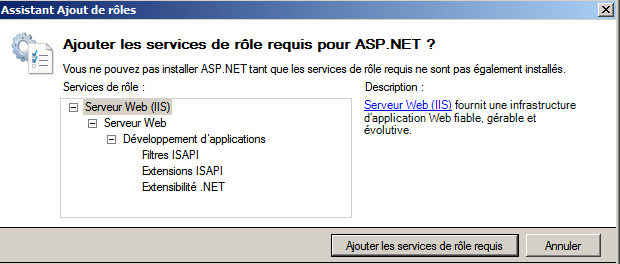 Assistant Ajout de rôles
Ajouter les services de rôle requis pour ASP.NET ?
Vous ne pouvez pas installer ASP.NET tant que les services de rôle requis ne sont pas également installés.
Services de rôle :
Serveur Web (IIS)
Serveur Web
Développement d'applications
Filtres ISAPI
Extensions ISAPI
Extensibilité .NET
Description :
Serveur Web (IIS) fournit une infrastructure
d'application Web fiable, gérable et
évolutive.
Ajouter les services de rôle requis
Annuler